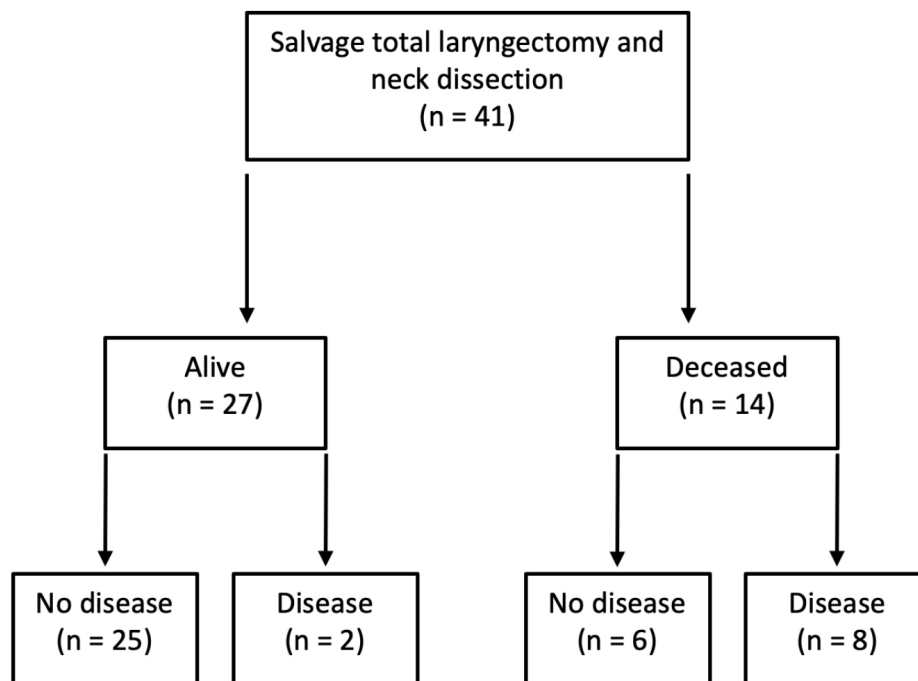 Salvage total laryngectomy and
neck dissection
(n = 41)
Alive
(n = 27)
Deceased
(n = 14)
No disease
(n = 25)
Disease
(n = 2)
No disease
(n = 6)
Disease
(n = 8)